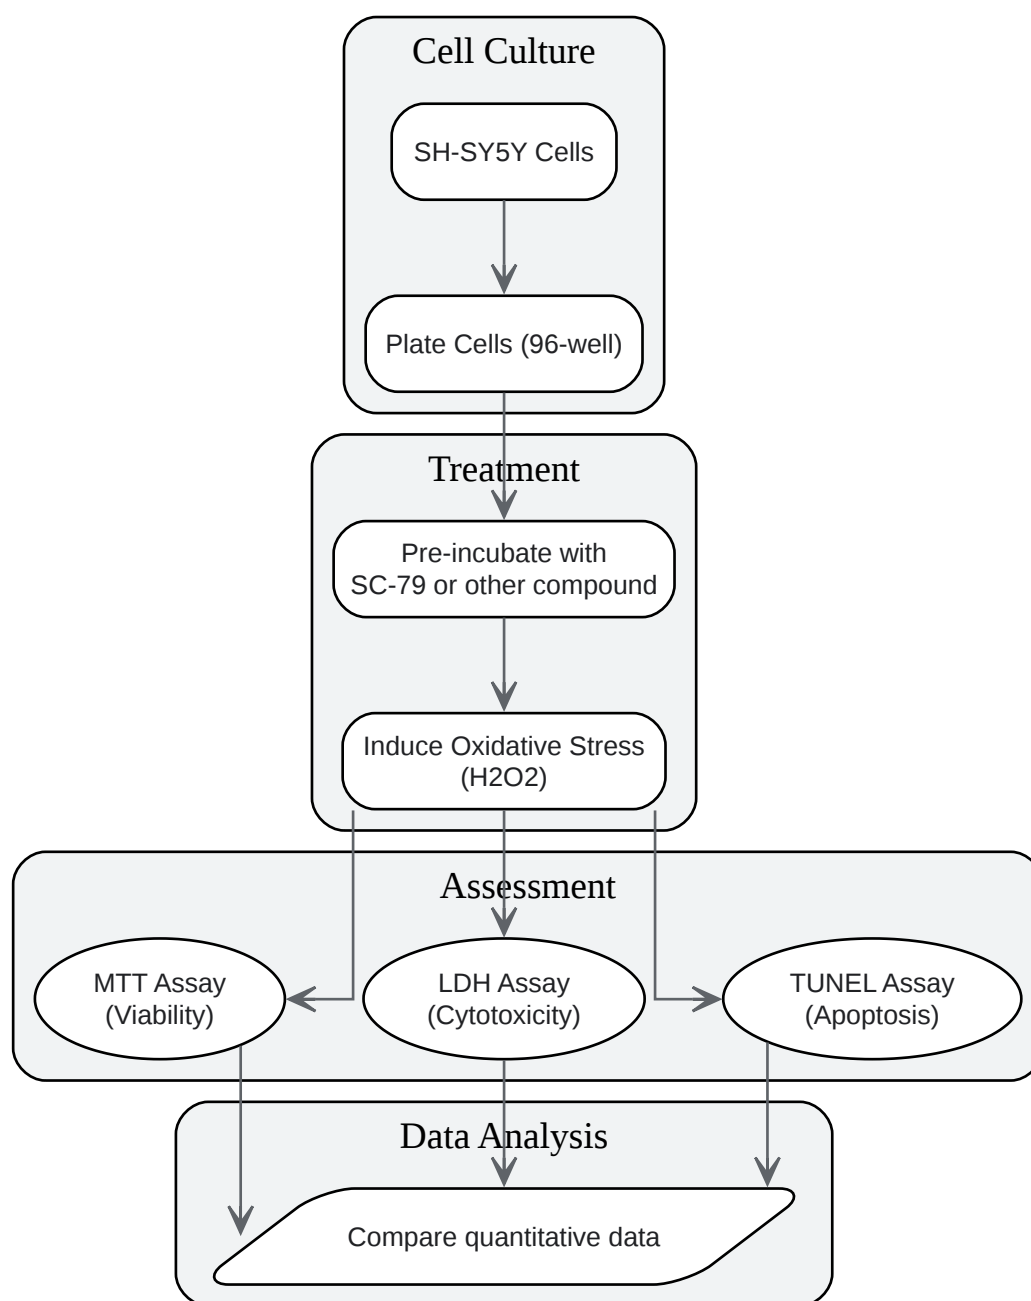 Cell Culture
SH-SY5Y Cells
Plate Cells (96-well)
Treatment
Pre-incubate with
SC-79 or other compound
Induce Oxidative Stress
(H2O2)
Assessment
MTT Assay
(Viability)
LDH Assay
(Cytotoxicity)
TUNEL Assay
(Apoptosis)
Data Analysis
Compare quantitative data